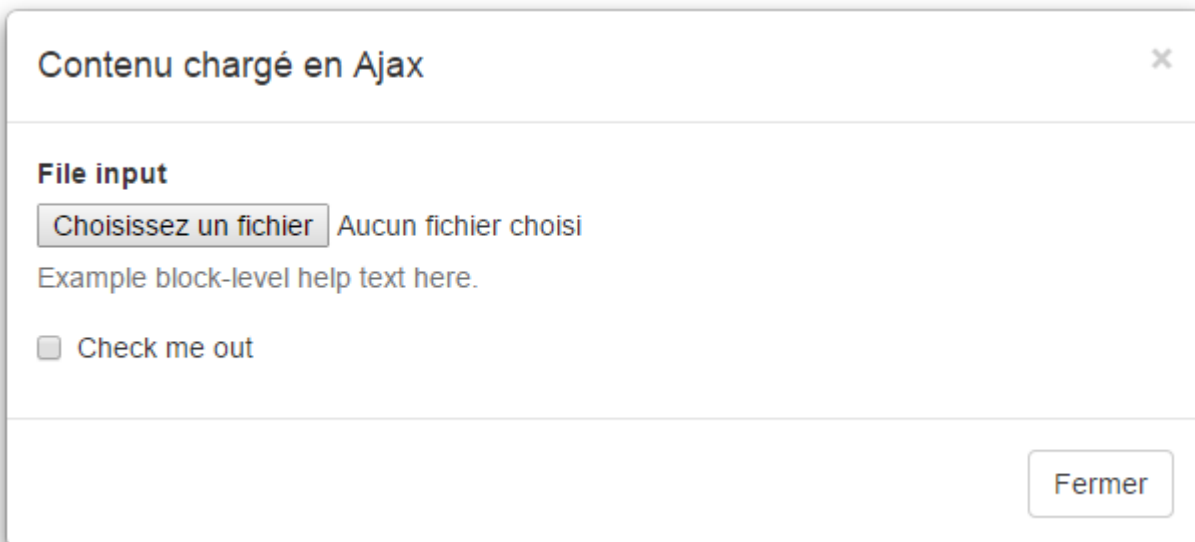 Contenu chargé en Ajax ×
File input
Choisissez un fichier Aucun fichier choisi
Example block-level help text here.
Check me out
Fermer